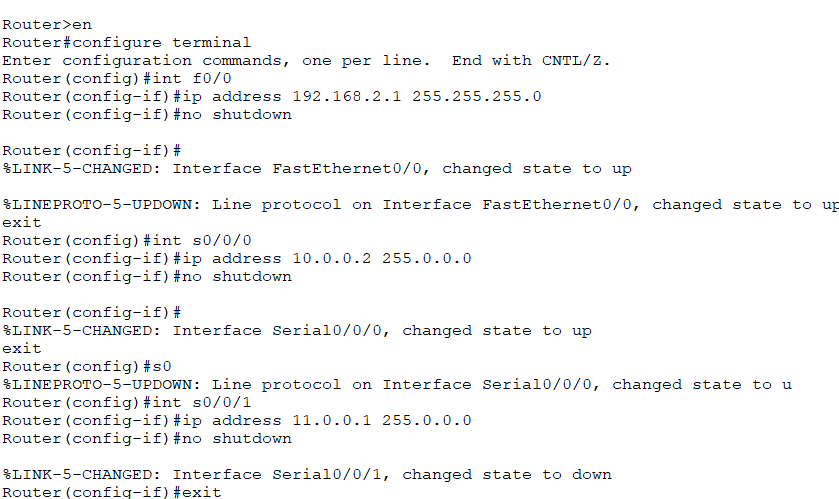 Router>en
Router#configure terminal
Enter configuration commands, one per line.  End with CNTL/Z.
Router(config)#int f0/0
Router(config-if)#ip address 192.168.2.1 255.255.255.0
Router(config-if)#no shutdown
Router(config-if)#
%LINK-5-CHANGED: Interface FastEthernet0/0, changed state to up
%LINEPROTO-5-UPDOWN: Line protocol on Interface FastEthernet0/0, changed state to up
exit
Router(config)#int s0/0/0
Router(config-if)#ip address 10.0.0.2 255.0.0.0
Router(config-if)#no shutdown
Router(config-if)#
%LINK-5-CHANGED: Interface Serial0/0/0, changed state to up
exit
Router(config)#s0
%LINEPROTO-5-UPDOWN: Line protocol on Interface Serial0/0/0, changed state to u
Router(config)#int s0/0/1
Router(config-if)#ip address 11.0.0.1 255.0.0.0
Router(config-if)#no shutdown
%LINK-5-CHANGED: Interface Serial0/0/1, changed state to down
Router(config-if)#exit